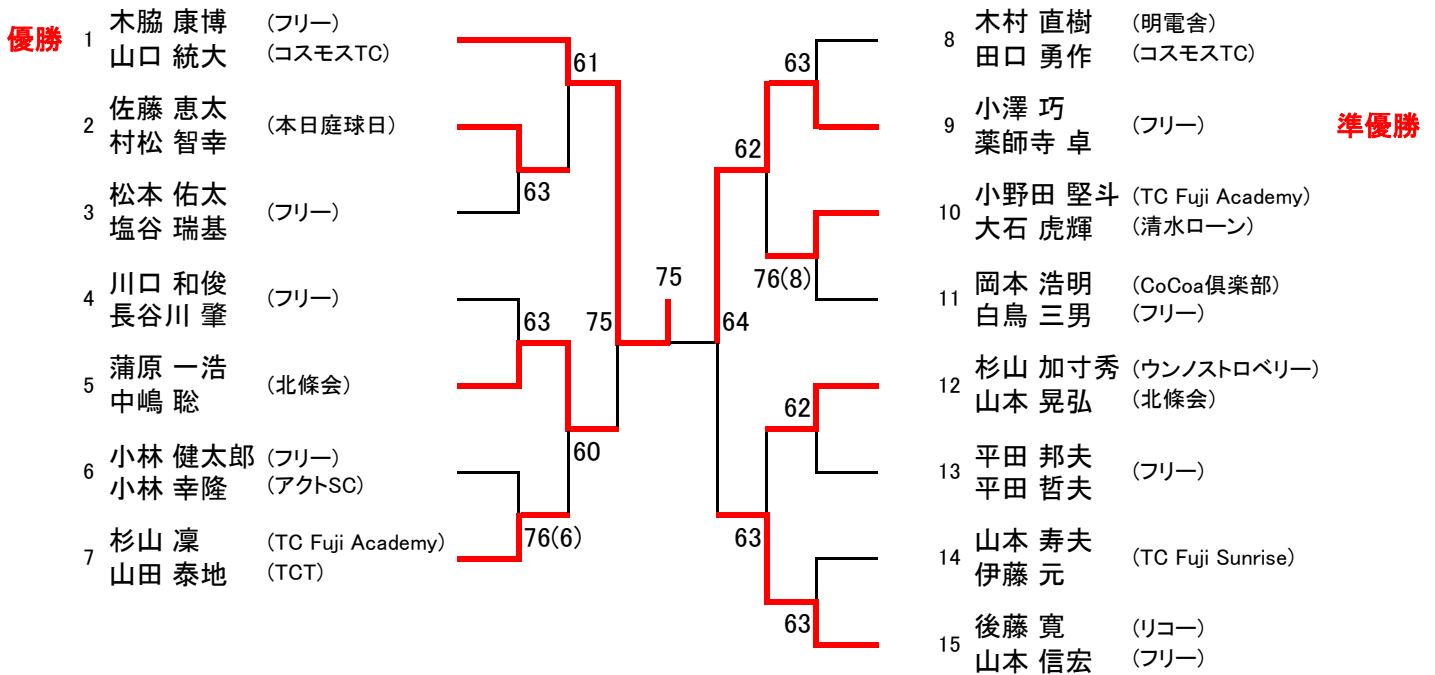 優勝
1
木脇 康博 (フリー)
山口 統大 (コスモスTC)
2
佐藤 恵太
村松 智幸
(本日庭球日)
3
松本 佑太
塩谷 瑞基
(フリー)
4
川口 和俊
長谷川 肇
(フリー)
5
蒲原 一浩
中嶋 聡
(北條会)
6
小林 健太郎 (フリー)
小林 幸隆 (アクトSC)
7
杉山 凜 (TC Fuji Academy)
山田 泰地 (TCT)
61
63
63
60
76(6)
75
75
64
62
63
76(8)
62
63
63
8
木村 直樹 (明電舎)
田口 勇作 (コスモスTC)
9
小澤 巧
薬師寺 卓
(フリー)
準優勝
10
小野田 堅斗 (TC Fuji Academy)
大石 虎輝 (清水ローン)
11
岡本 浩明 (CoCoa倶楽部)
白鳥 三男 (フリー)
12
杉山 加寸秀 (ウンノストロベリー)
山本 晃弘 (北條会)
13
平田 邦夫
平田 哲夫
(フリー)
14
山本 寿夫
伊藤 元
(TC Fuji Sunrise)
15
後藤 寛 (リコー)
山本 信宏 (フリー)